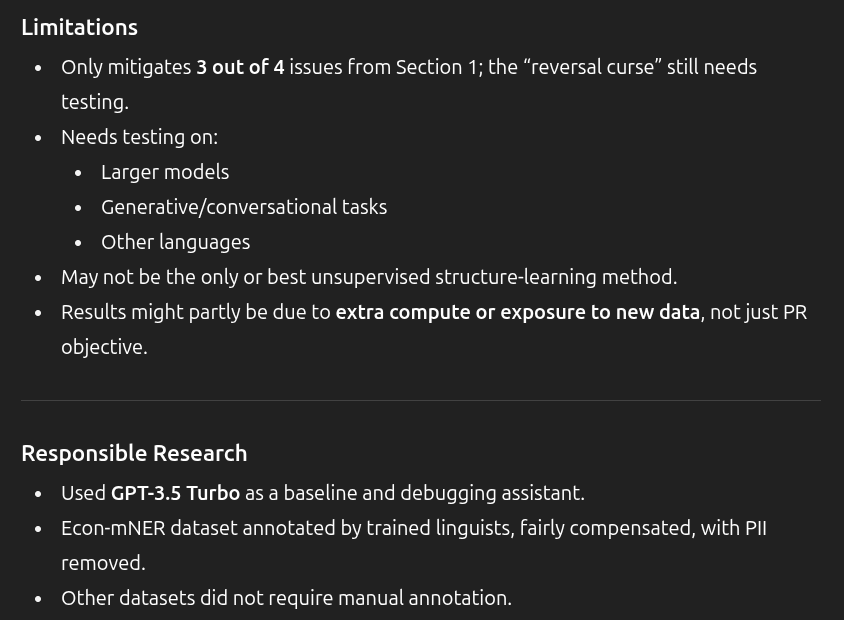 Limitations
• Only mitigates 3 out of 4 issues from Section 1; the “reversal curse” still needs
testing.
• Needs testing on:
• Larger models
• Generative/conversational tasks
• Other languages
• May not be the only or best unsupervised structure-learning method.
• Results might partly be due to extra compute or exposure to new data, not just PR
objective.
Responsible Research
• Used GPT-3.5 Turbo as a baseline and debugging assistant.
• Econ-mNER dataset annotated by trained linguists, fairly compensated, with PII
removed.
• Other datasets did not require manual annotation.